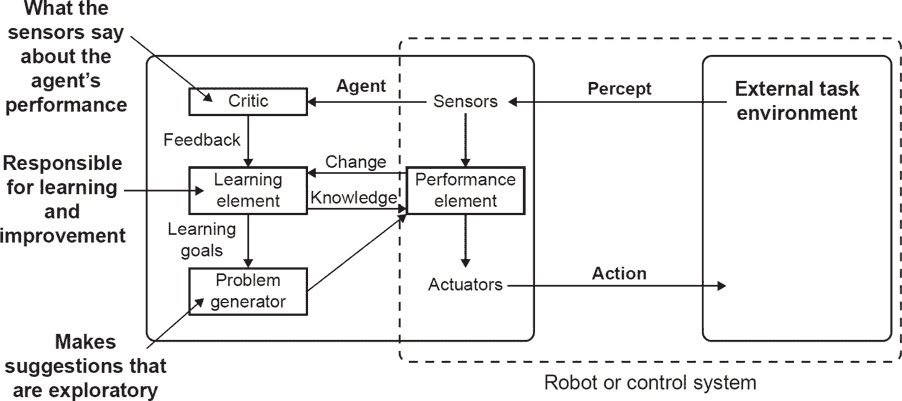 What the
sensors say
about the
agent's
performance
Agent
Percept
Critic
Sensors
External task
environment
Feedback
Responsible
for learning
and
improvement
Change
Learning
element
Knowledge
Performance
element
Learning
goals
Problem
generator
Actuators
Action
Makes
suggestions that
are exploratory
Robot or control system